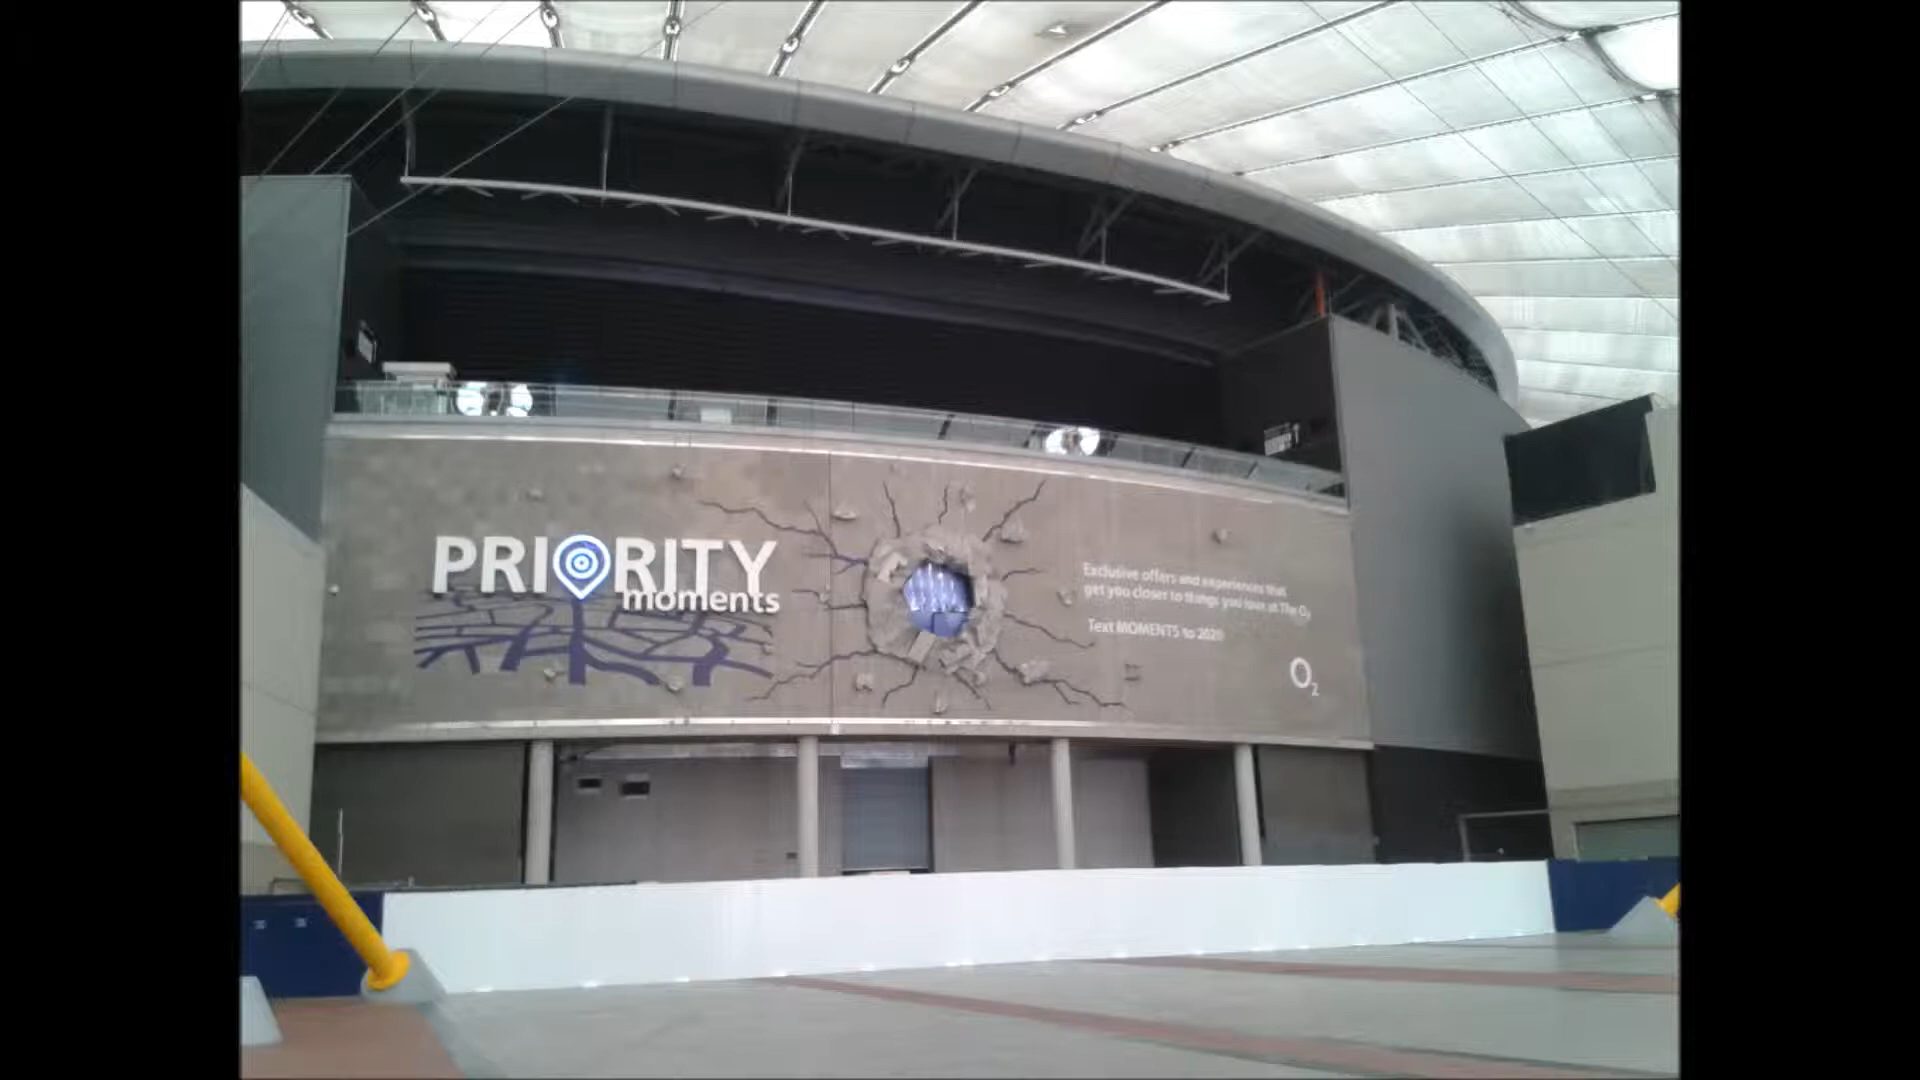 PRIORITY
moments
Exclusive offers and experiences that
get you closer to things you love at The O2
Text MOMENTS to 2020
O2